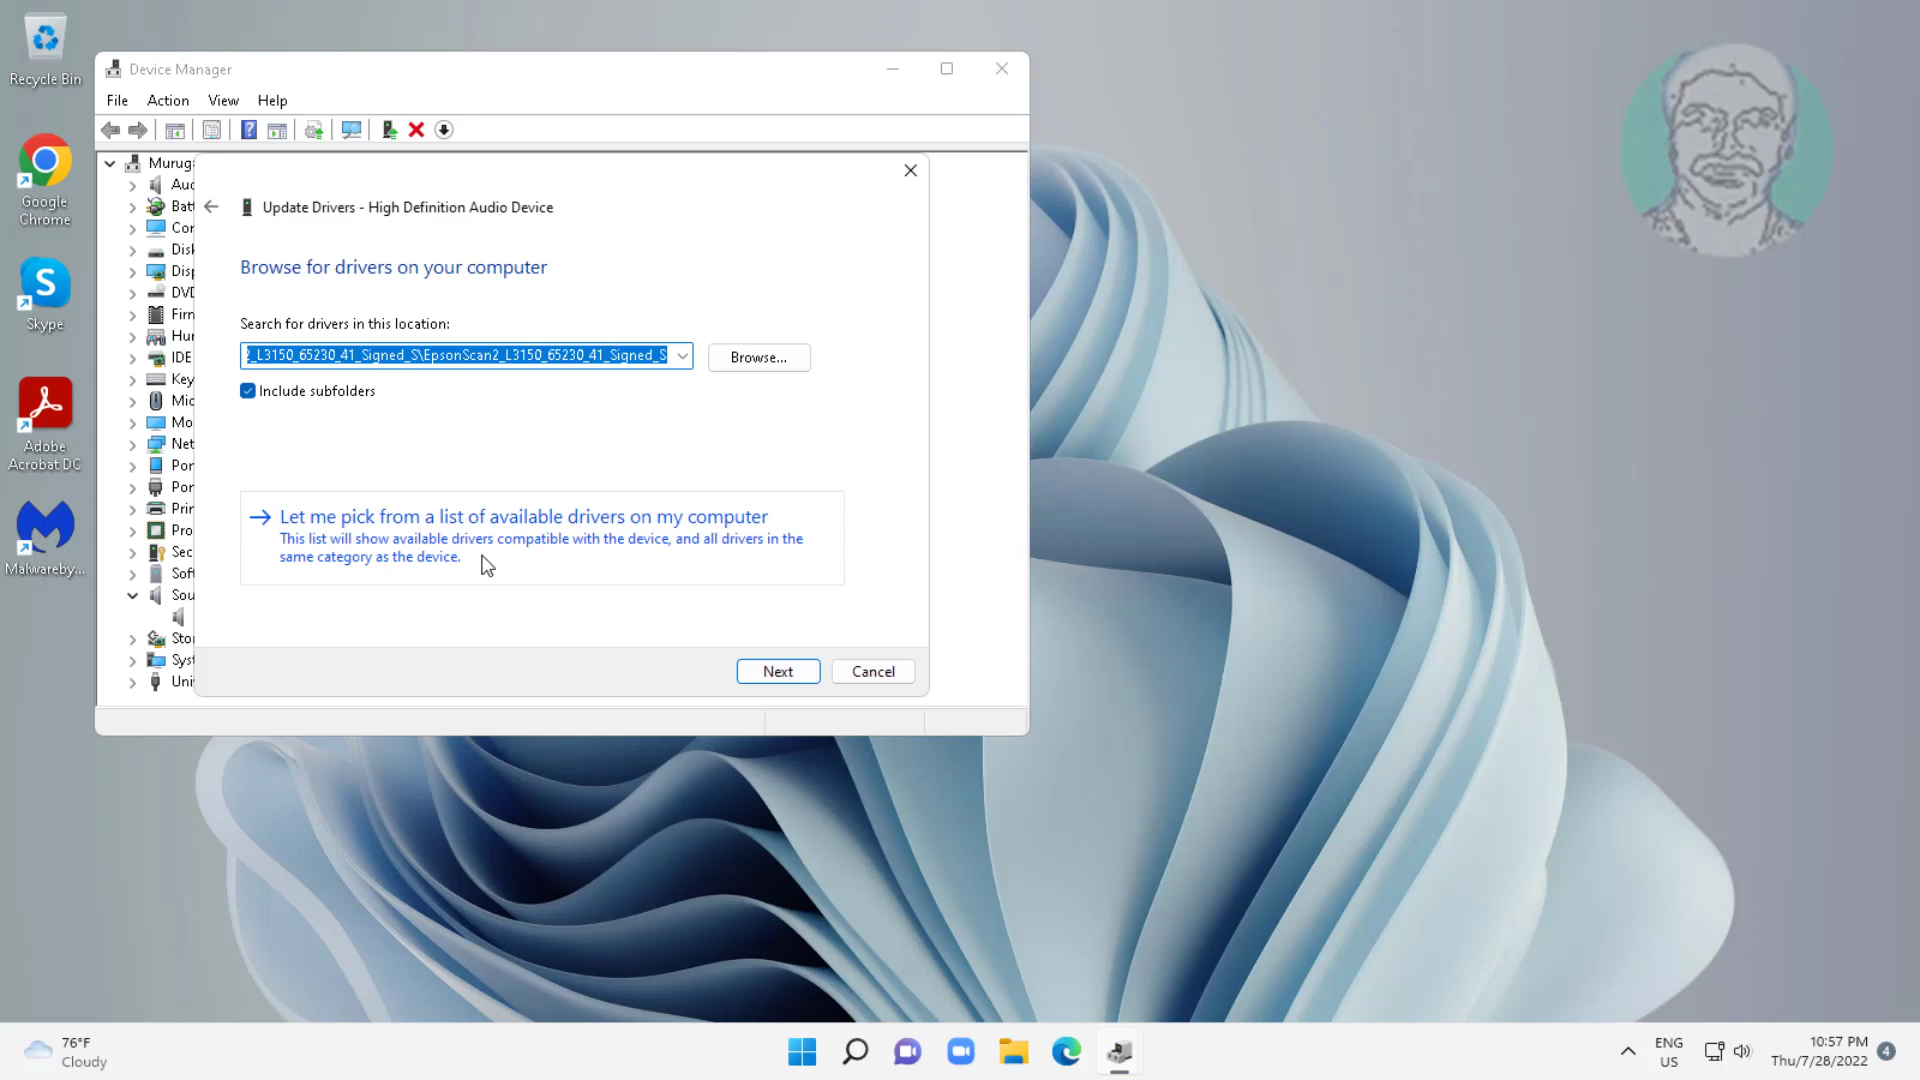 Recycle Bin
Google
Chrome
Skype
Adobe
Acrobat DC
Malwareby...
Device Manager
File Action View Help
Update Drivers - High Definition Audio Device
Browse for drivers on your computer
Search for drivers in this location:
_L3150_65230_41_Signed_S\EpsonScan2_L3150_65230_41_Signed_S
Browse...
Include subfolders
Let me pick from a list of available drivers on my computer
This list will show available drivers compatible with the device, and all drivers in the
same category as the device.
Next
Cancel
Murug
Aud
Batt
Cor
Disk
Disp
DVD
Firn
Hur
IDE
Key
Mic
Mo
Net
Por
Por
Prin
Pro
Sec
Soft
Sou
Stor
Syst
Uni
76°F
Cloudy
ENG
US
10:57 PM
Thu/7/28/2022
4